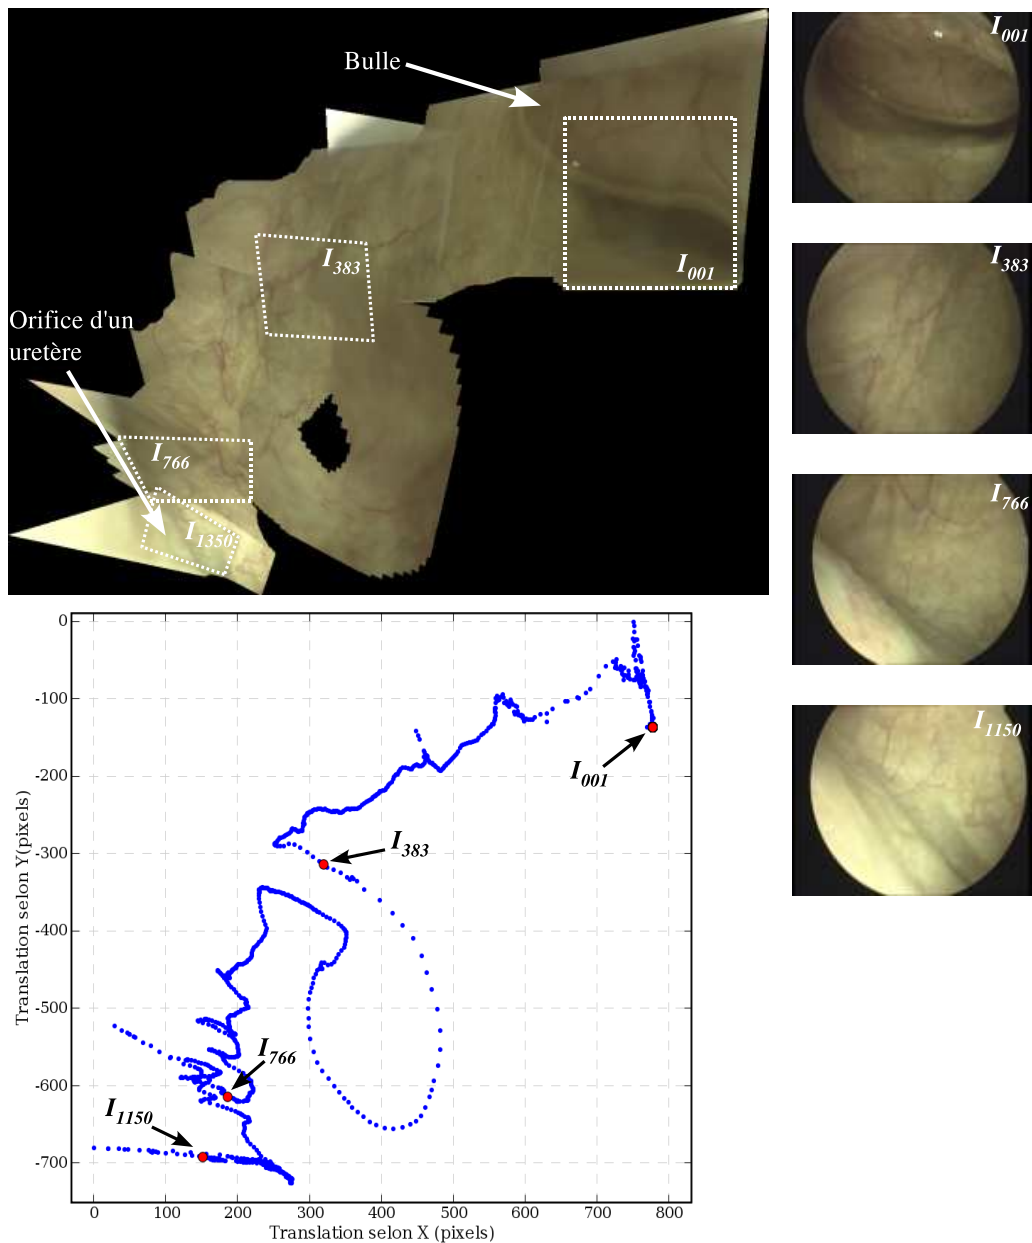 Bulle
I383
I001
Orifice d'un
uretère
I766
I1350
I001
I383
I766
I1150
0
-100
-200
-300
-400
-500
-600
-700
Translation selon Y(pixels)
I001
I383
I766
I1150
0 100 200 300 400 500 600 700 800
Translation selon X (pixels)